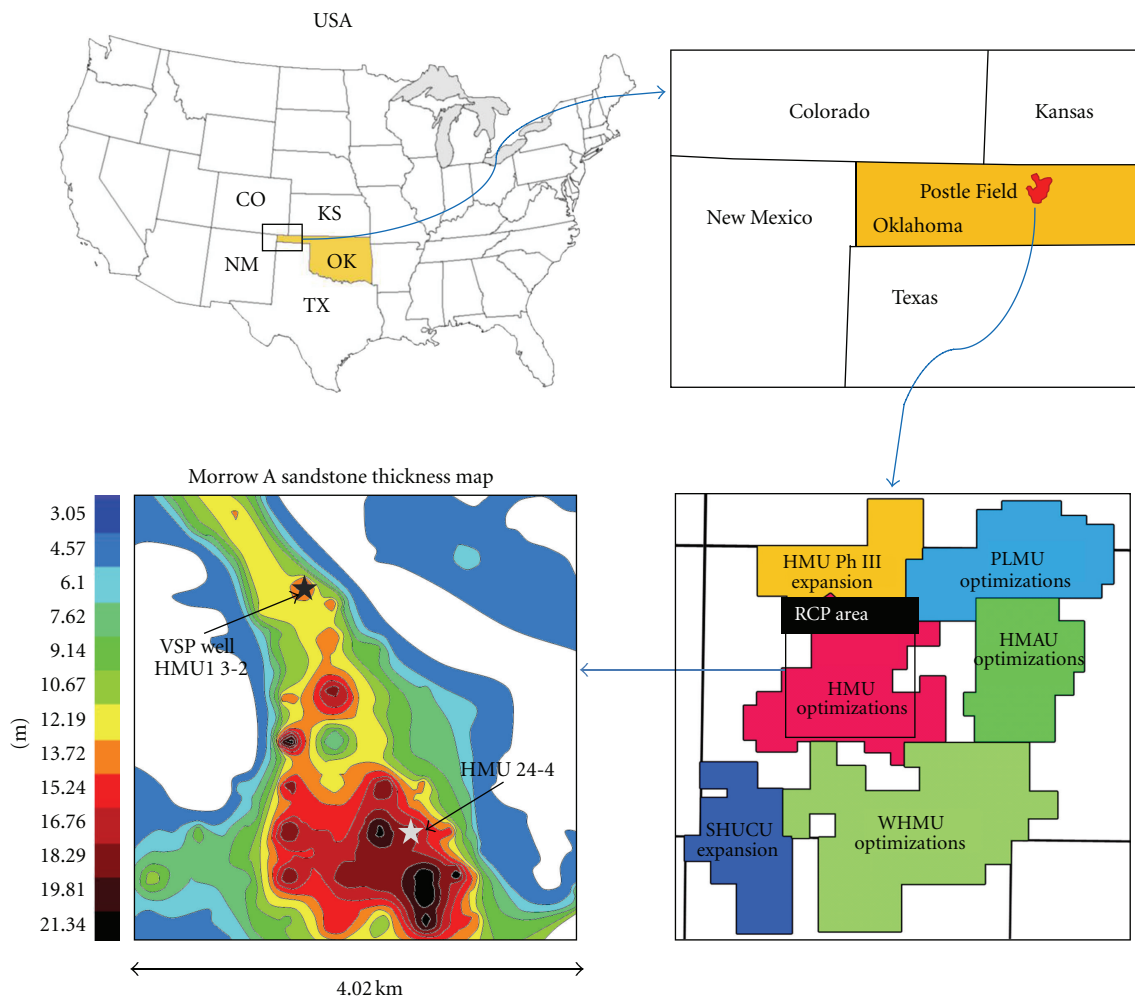 USA
CO
KS
NM
OK
TX
Colorado
Kansas
New Mexico
Postle Field
Oklahoma
Texas
Morrow A sandstone thickness map
3.05
4.57
6.1
7.62
9.14
10.67
12.19
13.72
15.24
16.76
18.29
19.81
21.34
(m)
VSP well
HMU1 3-2
HMU 24-4
4.02 km
HMU Ph III
expansion
PLMU
optimizations
RCP area
HMAU
optimizations
HMU
optimizations
SHUCU
expansion
WHMU
optimizations